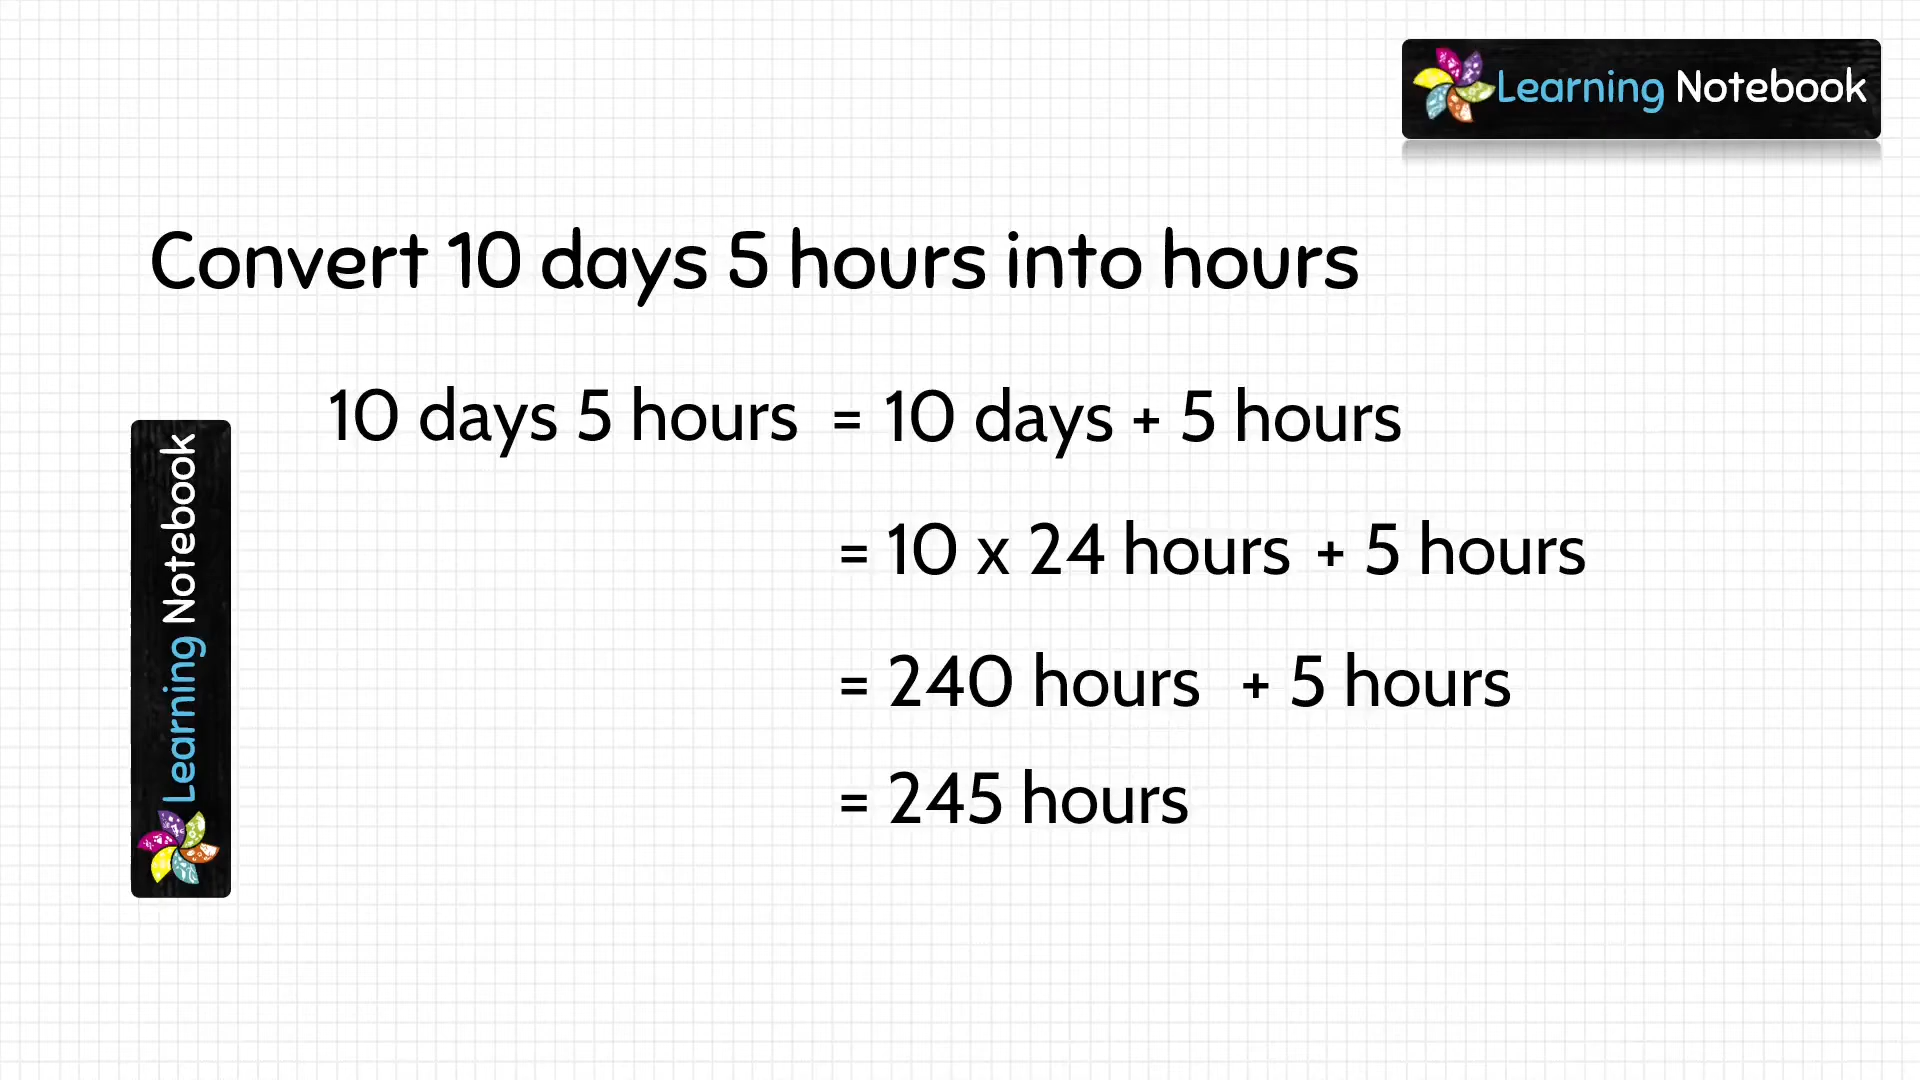 Learning Notebook
Convert 10 days 5 hours into hours
10 days 5 hours = 10 days + 5 hours
= 10 x 24 hours + 5 hours
= 240 hours + 5 hours
= 245 hours
Learning Notebook